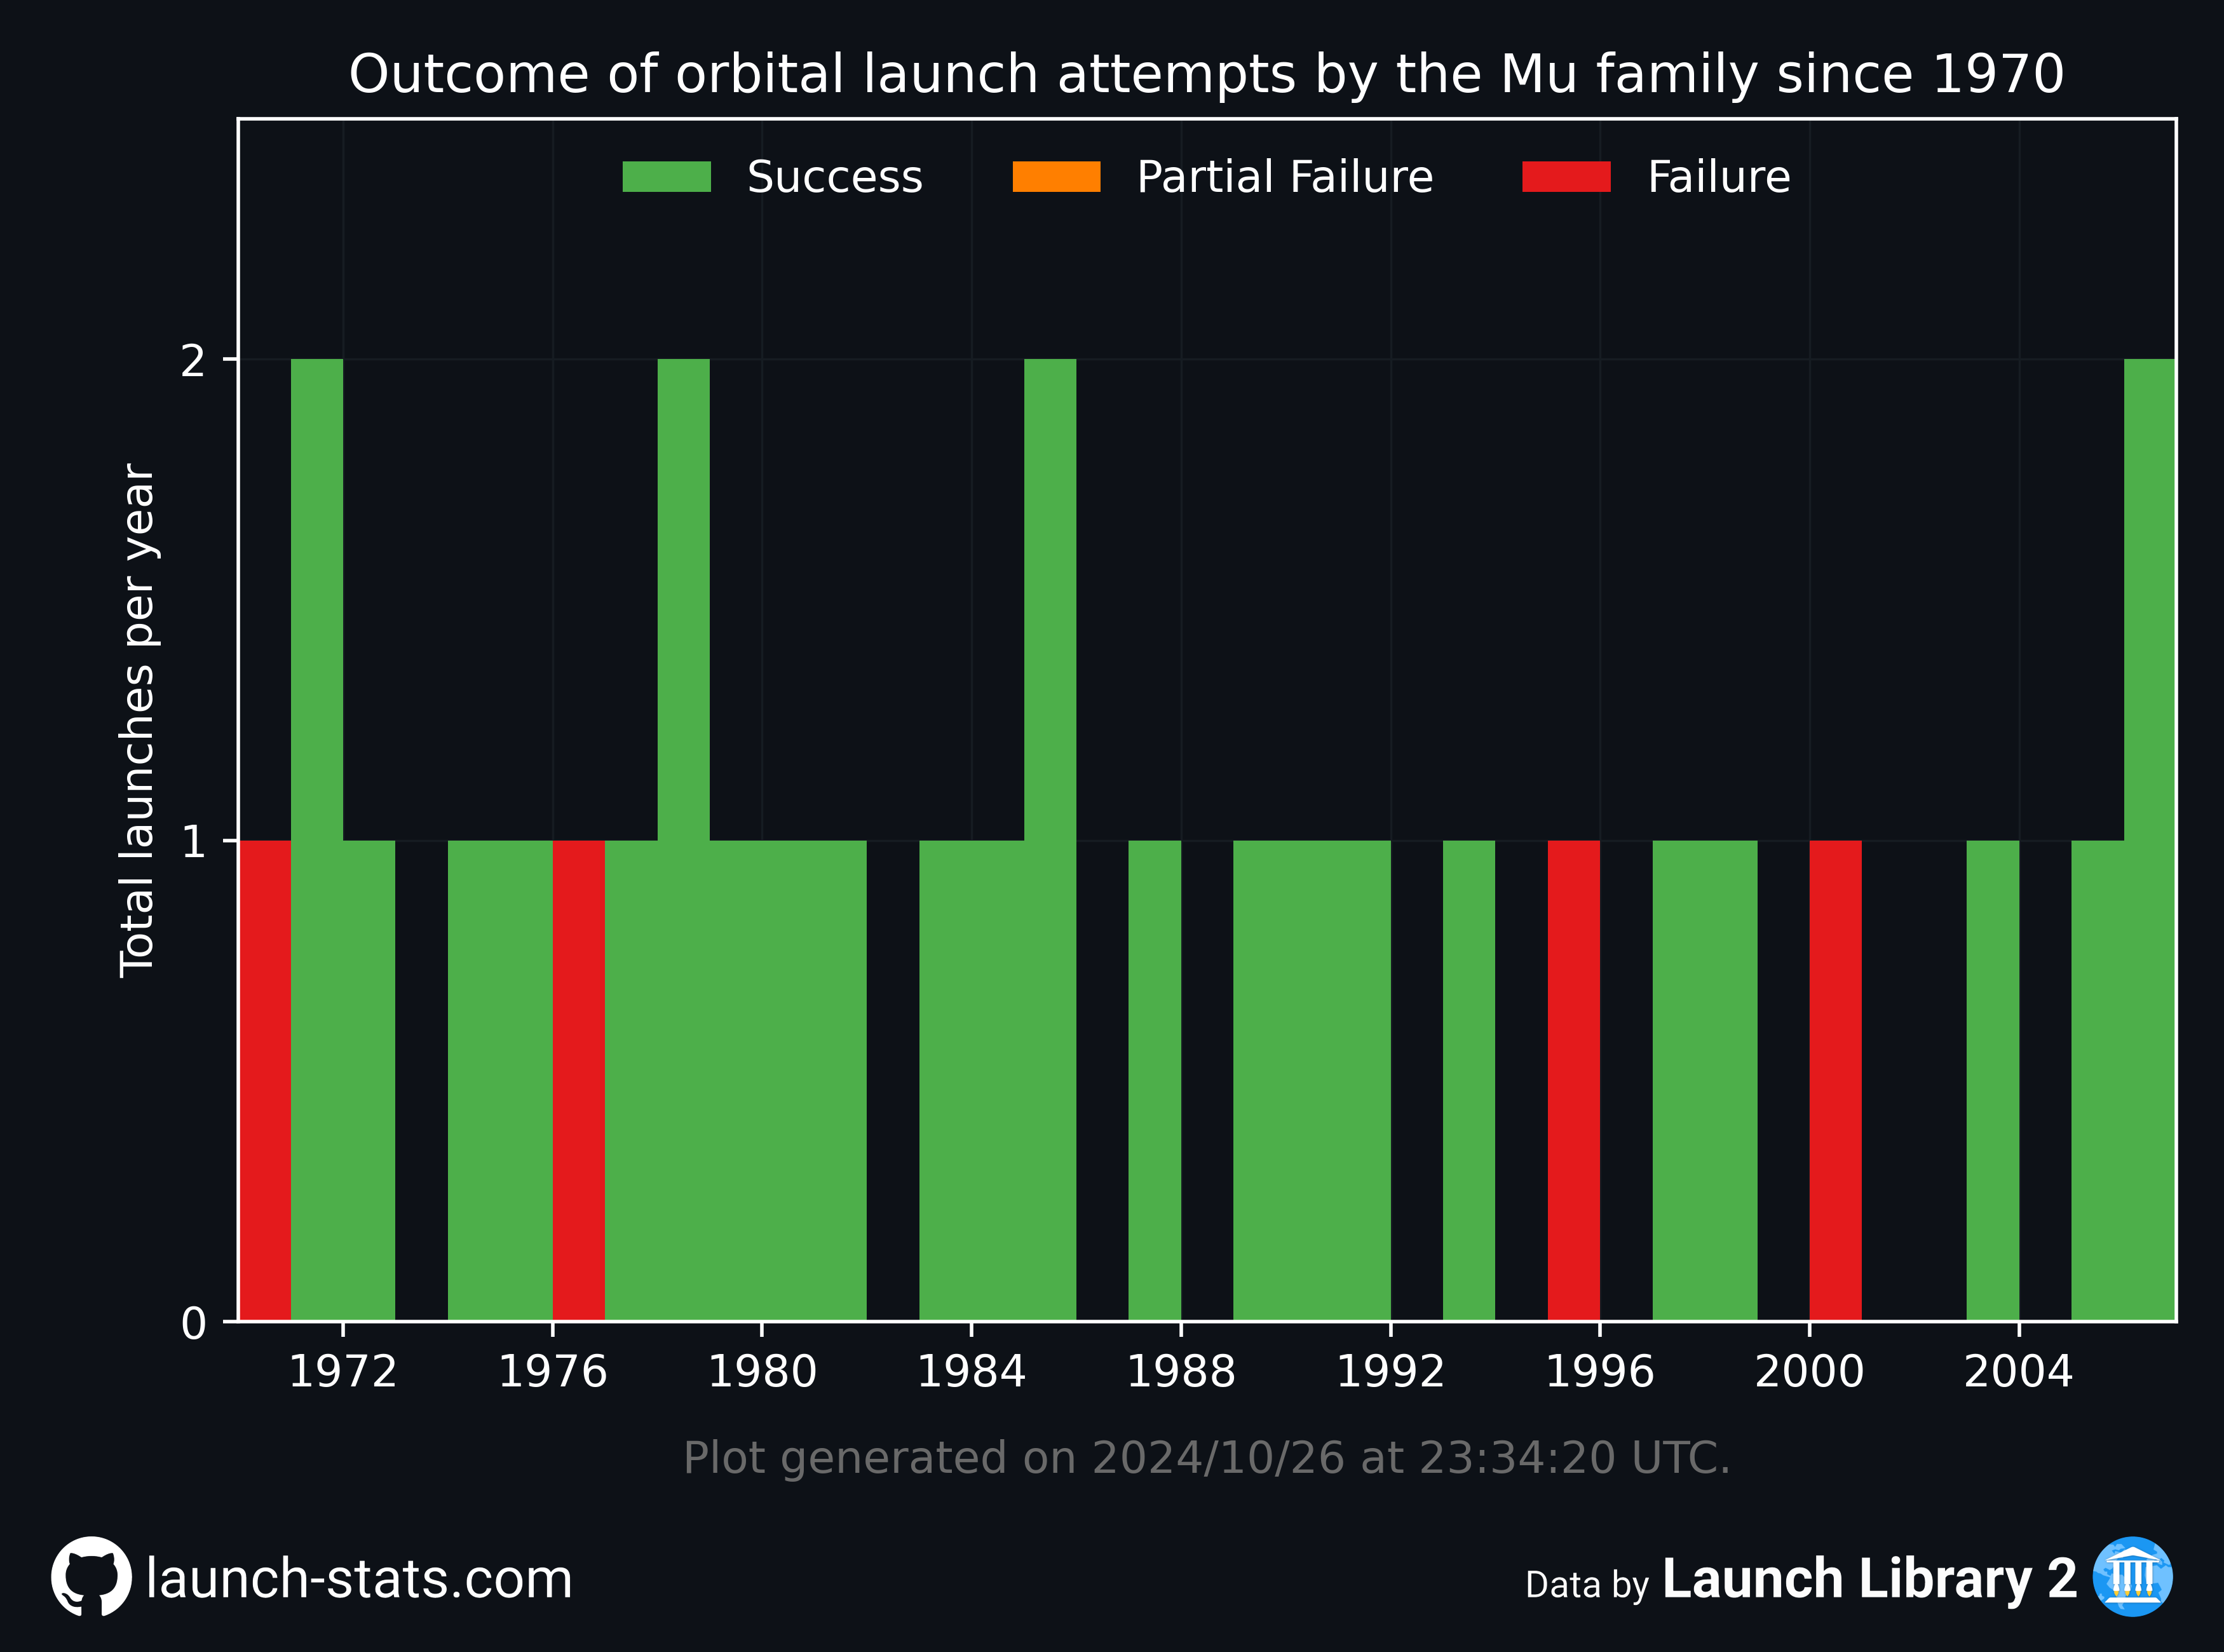 Outcome of orbital launch attempts by the Mu family since 1970
Success Partial Failure Failure
Total launches per year
2
1
0
1972 1976 1980 1984 1988 1992 1996 2000 2004
Plot generated on 2024/10/26 at 23:34:20 UTC.
launch-stats.com
Data by Launch Library 2